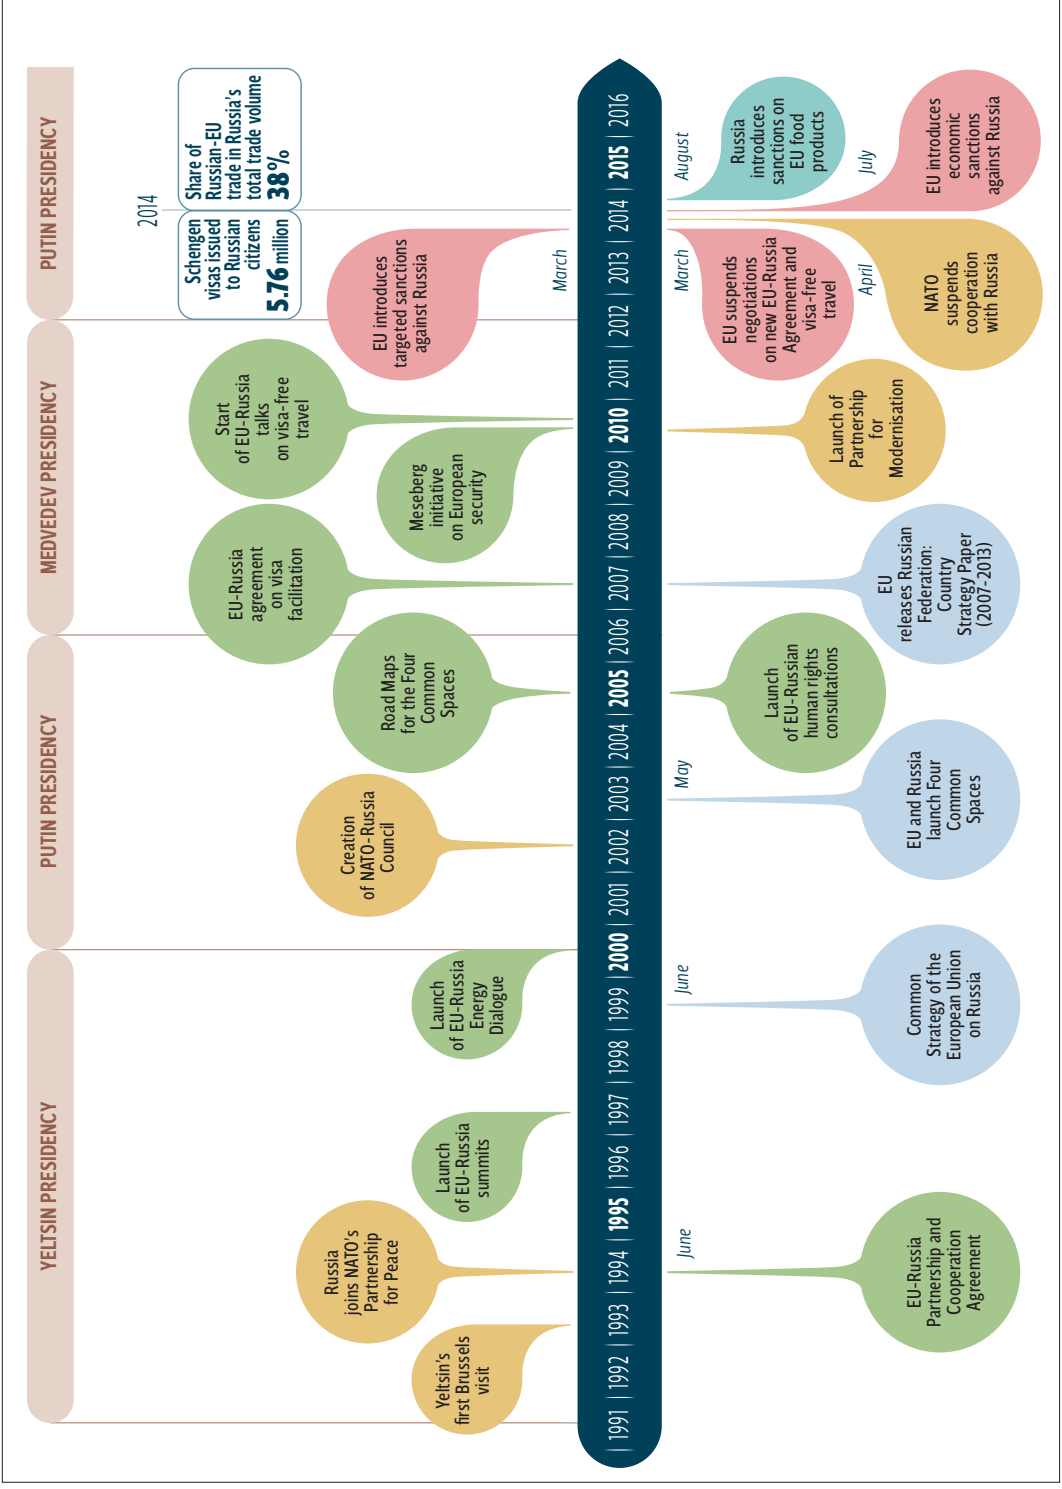 YELTSIN PRESIDENCY
PUTIN PRESIDENCY
MEDVEDEV PRESIDENCY
PUTIN PRESIDENCY
2014
Schengen
visas issued
to Russian
citizens
5.76 million
Share of
Russian-EU
trade in Russia's
total trade volume
38%
Yeltsin's
first Brussels
visit
Russia
joins NATO's
Partnership
for Peace
Launch
of EU-Russia
summits
Launch
of EU-Russia
Energy
Dialogue
Creation
of NATO-Russia
Council
Road Maps
for the Four
Common
Spaces
EU-Russia
agreement
on visa
facilitation
Meseberg
initiative
on European
security
Start
of EU-Russia
talks
on visa-free
travel
EU introduces
targeted sanctions
against Russia
March
1991 | 1992 | 1993 | 1994 | 1995 | 1996 | 1997 | 1998 | 1999 | 2000 | 2001 | 2002 | 2003 | 2004 | 2005 | 2006 | 2007 | 2008 | 2009 | 2010 | 2011 | 2012 | 2013 | 2014 | 2015 | 2016
June
EU-Russia
Partnership and
Cooperation
Agreement
June
Common
Strategy of the
European Union
on Russia
May
EU and Russia
launch Four
Common
Spaces
Launch
of EU-Russian
human rights
consultations
EU
releases Russian
Federation:
Country
Strategy Paper
(2007-2013)
Launch of
Partnership
for
Modernisation
March
EU suspends
negotiations
on new EU-Russia
Agreement and
visa-free
travel
April
NATO
suspends
cooperation
with Russia
July
EU introduces
economic
sanctions
against Russia
August
Russia
introduces
sanctions on
EU food
products